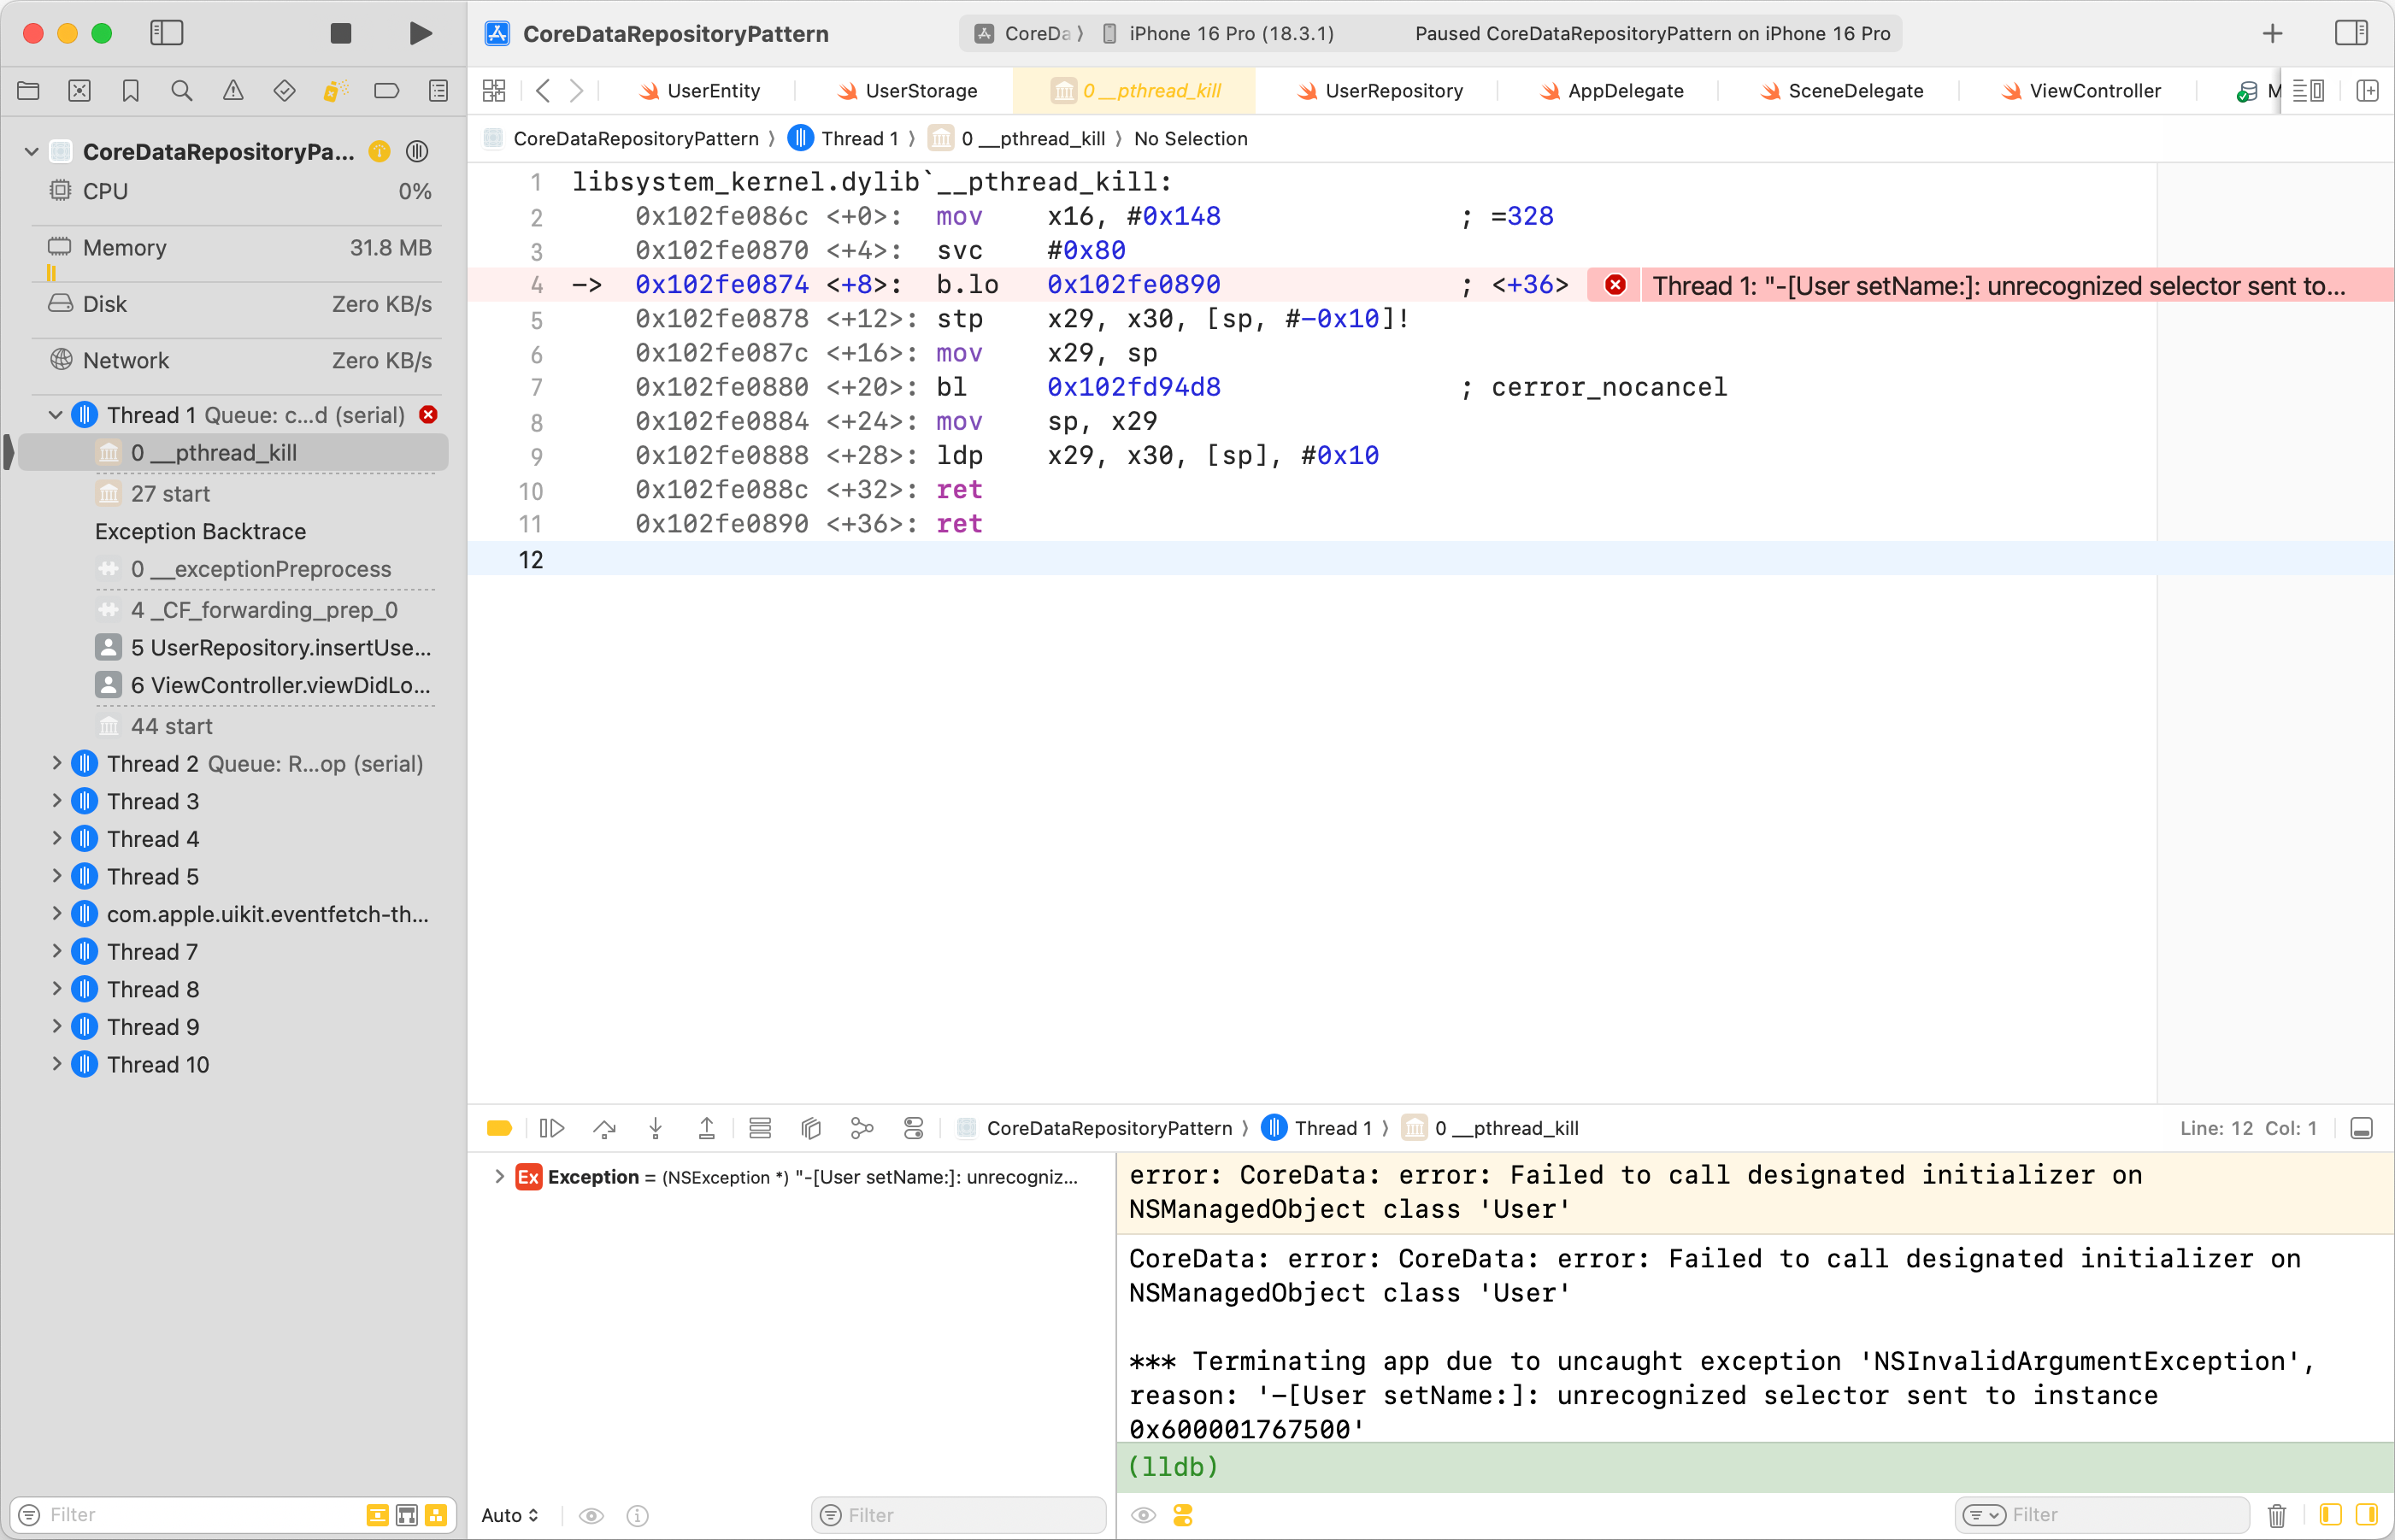 CoreDataRepositoryPattern
CoreDa
iPhone 16 Pro (18.3.1)
Paused CoreDataRepositoryPattern on iPhone 16 Pro
UserEntity
UserStorage
0 __pthread_kill
UserRepository
AppDelegate
SceneDelegate
ViewController
M
CoreDataRepositoryPattern
Thread 1
0 __pthread_kill
No Selection
CoreDataRepositoryPa...
CPU 0%
Memory 31.8 MB
Disk Zero KB/s
Network Zero KB/s
Thread 1 Queue: c...d (serial)
0 __pthread_kill
27 start
Exception Backtrace
0 __exceptionPreprocess
4 _CF_forwarding_prep_0
5 UserRepository.insertUse...
6 ViewController.viewDidLo...
44 start
Thread 2 Queue: R...op (serial)
Thread 3
Thread 4
Thread 5
com.apple.uikit.eventfetch-th...
Thread 7
Thread 8
Thread 9
Thread 10
Filter
1 libsystem_kernel.dylib`__pthread_kill:
2 0x102fe086c <+0>: mov x16, #0x148 ; =328
3 0x102fe0870 <+4>: svc #0x80
4 -> 0x102fe0874 <+8>: b.lo 0x102fe0890 ; <+36> Thread 1: "-[User setName:]: unrecognized selector sent to...
5 0x102fe0878 <+12>: stp x29, x30, [sp, #-0x10]!
6 0x102fe087c <+16>: mov x29, sp
7 0x102fe0880 <+20>: bl 0x102fd94d8 ; cerror_nocancel
8 0x102fe0884 <+24>: mov sp, x29
9 0x102fe0888 <+28>: ldp x29, x30, [sp], #0x10
10 0x102fe088c <+32>: ret
11 0x102fe0890 <+36>: ret
12
CoreDataRepositoryPattern
Thread 1
0 __pthread_kill
Line: 12 Col: 1
Ex Exception = (NSException *) "-[User setName:]: unrecogniz...
Auto
Filter
error: CoreData: error: Failed to call designated initializer on
NSManagedObject class 'User'
CoreData: error: CoreData: error: Failed to call designated initializer on
NSManagedObject class 'User'
*** Terminating app due to uncaught exception 'NSInvalidArgumentException',
reason: '-[User setName:]: unrecognized selector sent to instance
0x600001767500'
(lldb)
Filter